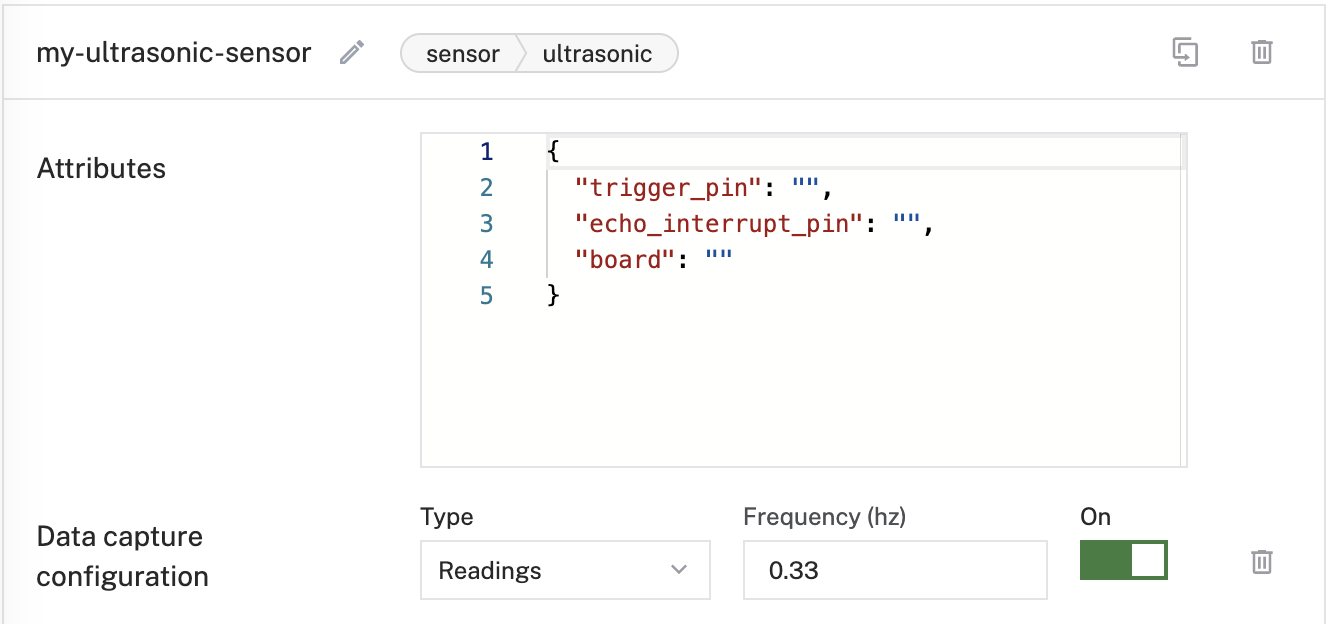 my-ultrasonic-sensor sensor ultrasonic
Attributes
1 {
2 "trigger_pin": "",
3 "echo_interrupt_pin": "",
4 "board": ""
5 }
Data capture
configuration
Type Frequency (hz) On
Readings 0.33